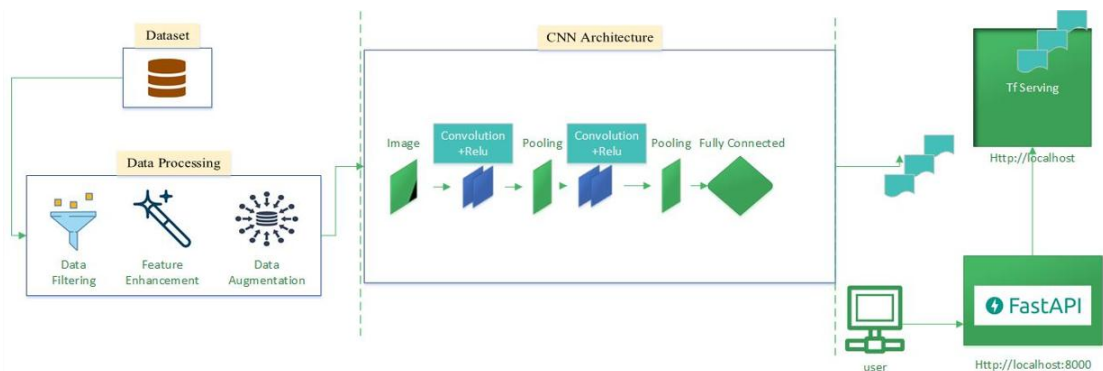 Dataset
Data Processing
Data
Filtering
Feature
Enhancement
Data
Augmentation
CNN Architecture
Image
Convolution
+Relu
Pooling
Convolution
+Relu
Pooling
Fully Connected
Tf Serving
Http://localhost
FastAPI
Http://localhost:8000
user